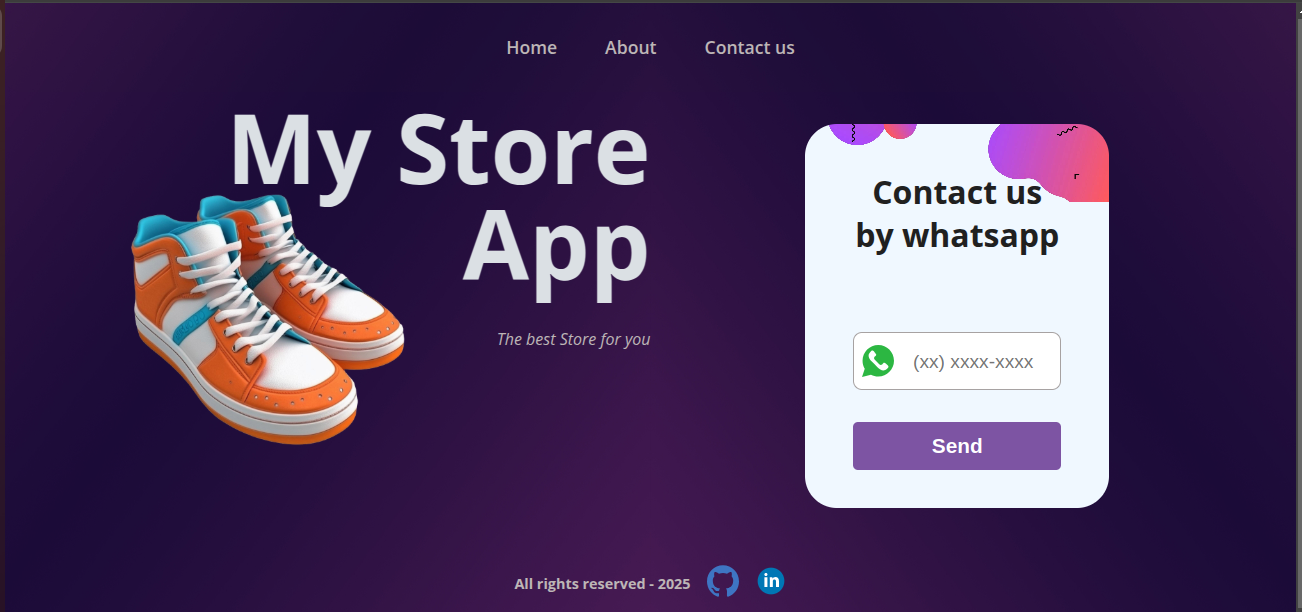 Home About Contact us
My Store
App
The best Store for you
Contact us
by whatsapp
(xx) xxxx-xxxx
Send
All rights reserved - 2025
in